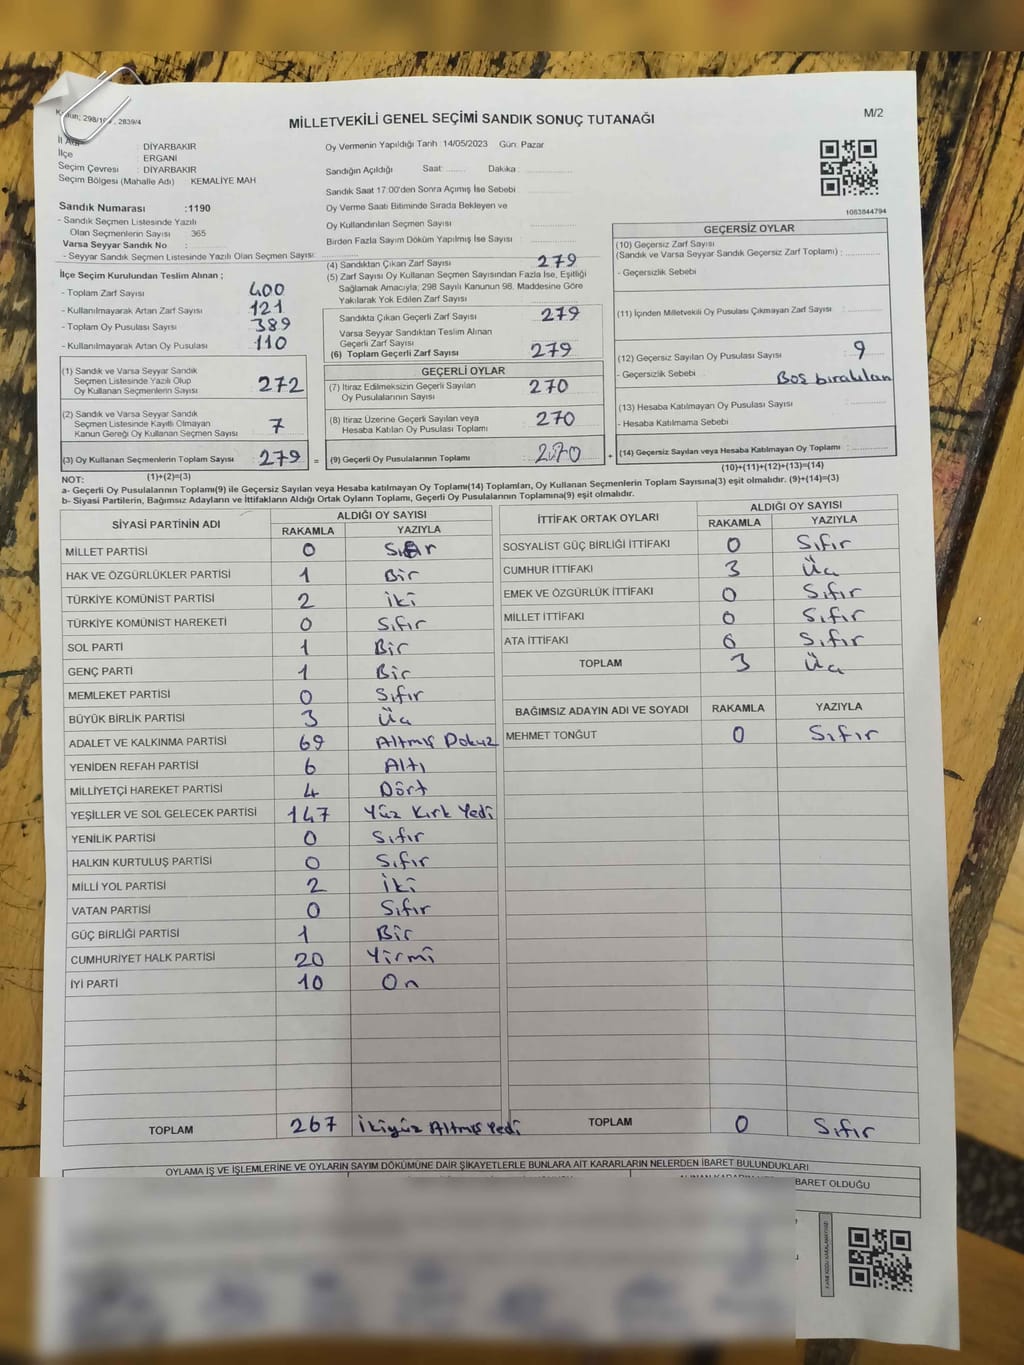 Kanun; 298/105, 2839/4
MİLLETVEKİLİ GENEL SEÇİMİ SANDIK SONUÇ TUTANAĞI
M/2
İl Adı : DİYARBAKIR
İlçe : ERGANİ
Seçim Çevresi : DİYARBAKIR
Seçim Bölgesi (Mahalle Adı) KEMALİYE MAH
Sandık Numarası :1190
- Sandık Seçmen Listesinde Yazılı
Olan Seçmenlerin Sayısı 365
Varsa Seyyar Sandık No :
- Seyyar Sandık Seçmen Listesinde Yazılı Olan Seçmen Sayısı:
İlçe Seçim Kurulundan Teslim Alınan ;
- Toplam Zarf Sayısı 400
- Kullanılmayarak Artan Zarf Sayısı 121
- Toplam Oy Pusulası Sayısı 389
- Kullanılmayarak Artan Oy Pusulası 110
(1) Sandık ve Varsa Seyyar Sandık
Seçmen Listesinde Yazılı Olup
Oy Kullanan Seçmenlerin Sayısı 272
(2) Sandık ve Varsa Seyyar Sandık
Seçmen Listesinde Kayıtlı Olmayan
Kanun Gereği Oy Kullanan Seçmen Sayısı 7
(3) Oy Kullanan Seçmenlerin Toplam Sayısı 279 =
(1)+(2)=(3)
Oy Vermenin Yapıldığı Tarih 14/05/2023 Gün: Pazar
Sandığın Açıldığı Saat: Dakika :
Sandık Saat 17:00'den Sonra Açımış İse Sebebi
Oy Verme Saati Bitiminde Sırada Bekleyen ve
Oy Kullandırılan Seçmen Sayısı
Birden Fazla Sayım Döküm Yapılmış İse Sayısı
(4) Sandıktan Çıkan Zarf Sayısı 279
(5) Zarf Sayısı Oy Kullanan Seçmen Sayısından Fazla İse, Eşitliği
Sağlamak Amacıyla; 298 Sayılı Kanunun 98. Maddesine Göre
Yakılarak Yok Edilen Zarf Sayısı
Sandıkta Çıkan Geçerli Zarf Sayısı 279
Varsa Seyyar Sandıktan Teslim Alınan
Geçerli Zarf Sayısı
(6) Toplam Geçerli Zarf Sayısı 279
GEÇERLİ OYLAR
(7) İtiraz Edilmeksizin Geçerli Sayılan
Oy Pusulalarının Sayısı 270
(8) İtiraz Üzerine Geçerli Sayılan veya
Hesaba Katılan Oy Pusulası Toplamı 270
(9) Geçerli Oy Pusulalarının Toplamı 270 +
1083844794
GEÇERSİZ OYLAR
(10) Geçersiz Zarf Sayısı
(Sandık ve Varsa Seyyar Sandık Geçersiz Zarf Toplamı) :
- Geçersizlik Sebebi
(11) İçinden Milletvekili Oy Pusulası Çıkmayan Zarf Sayısı
(12) Geçersiz Sayılan Oy Pusulası Sayısı 9
- Geçersizlik Sebebi Boş bırakılan
(13) Hesaba Katılmayan Oy Pusulası Sayısı
- Hesaba Katılmama Sebebi
(14) Geçersiz Sayılan veya Hesaba Katılmayan Oy Toplamı :
(10)+(11)+(12)+(13)=(14)
NOT:
a- Geçerli Oy Pusulalarının Toplamı(9) ile Geçersiz Sayılan veya Hesaba katılmayan Oy Toplamı(14) Toplamları, Oy Kullanan Seçmenlerin Toplam Sayısına(3) eşit olmalıdır. (9)+(14)=(3)
b- Siyasi Partilerin, Bağımsız Adayların ve İttifakların Aldığı Ortak Oyların Toplamı, Geçerli Oy Pusulalarının Toplamına(9) eşit olmalıdır.
SİYASİ PARTİNİN ADI ALDIĞI OY SAYISI
RAKAMLA YAZIYLA
MİLLET PARTİSİ 0
HAK VE ÖZGÜRLÜKLER PARTİSİ 1 Bir
TÜRKİYE KOMÜNİST PARTİSİ 2 İki
TÜRKİYE KOMÜNİST HAREKETİ 0 Sıfır
SOL PARTİ 1 Bir
GENÇ PARTİ 1 Bir
MEMLEKET PARTİSİ 0 Sıfır
BÜYÜK BİRLİK PARTİSİ 3 Üç
ADALET VE KALKINMA PARTİSİ 69 Altmış Dokuz
YENİDEN REFAH PARTİSİ 6 Altı
MİLLİYETÇİ HAREKET PARTİSİ 4 Dört
YEŞİLLER VE SOL GELECEK PARTİSİ 147 Yüz Kırk Yedi
YENİLİK PARTİSİ 0 Sıfır
HALKIN KURTULUŞ PARTİSİ 0 Sıfır
MİLLİ YOL PARTİSİ 2 İki
VATAN PARTİSİ 0 Sıfır
GÜÇ BİRLİĞİ PARTİSİ 1 Bir
CUMHURİYET HALK PARTİSİ 20 Yirmi
İYİ PARTİ 10 On
TOPLAM 267 İkiyüz Altmış Yedi
İTTİFAK ORTAK OYLARI ALDIĞI OY SAYISI
RAKAMLA YAZIYLA
SOSYALİST GÜÇ BİRLİĞİ İTTİFAKI 0 Sıfır
CUMHUR İTTİFAKI 3 Üç
EMEK VE ÖZGÜRLÜK İTTİFAKI 0 Sıfır
MİLLET İTTİFAKI 0 Sıfır
ATA İTTİFAKI 0 Sıfır
TOPLAM 3 Üç
BAĞIMSIZ ADAYIN ADI VE SOYADI RAKAMLA YAZIYLA
MEHMET TONĞUT 0 Sıfır
TOPLAM 0 Sıfır
OYLAMA İŞ VE İŞLEMLERİNE VE OYLARIN SAYIM DÖKÜMÜNE DAİR ŞİKAYETLERLE BUNLARA AİT KARARLARIN NELERDEN İBARET BULUNDUKLARI
BARET OLDUĞU